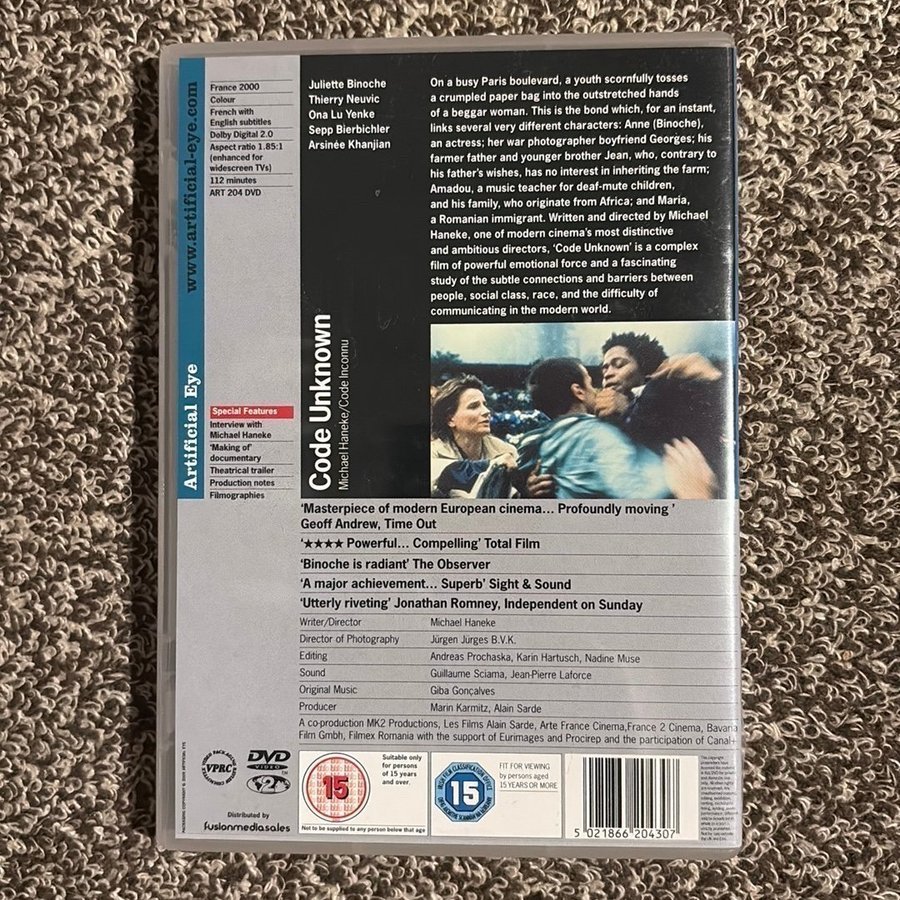 www.artificial-eye.com
Artificial Eye
France 2000
Colour
French with
English subtitles
Dolby Digital 2.0
Aspect ratio 1.85:1
(enhanced for
widescreen TVs)
112 minutes
ART 204 DVD
Special Features
Interview with
Michael Haneke
'Making of'
documentary
Theatrical trailer
Production notes
Filmographies
Juliette Binoche
Thierry Neuvic
Ona Lu Yenke
Sepp Bierbichler
Arsinée Khanjian
Code Unknown
Michael Haneke/Code Inconnu
On a busy Paris boulevard, a youth scornfully tosses
a crumpled paper bag into the outstretched hands
of a beggar woman. This is the bond which, for an instant,
links several very different characters: Anne (Binoche),
an actress; her war photographer boyfriend Georges; his
farmer father and younger brother Jean, who, contrary to
his father's wishes, has no interest in inheriting the farm;
Amadou, a music teacher for deaf-mute children,
and his family, who originate from Africa; and Maria,
a Romanian immigrant. Written and directed by Michael
Haneke, one of modern cinema's most distinctive
and ambitious directors, 'Code Unknown' is a complex
film of powerful emotional force and a fascinating
study of the subtle connections and barriers between
people, social class, race, and the difficulty of
communicating in the modern world.
'Masterpiece of modern European cinema... Profoundly moving '
Geoff Andrew, Time Out
'★★★★ Powerful... Compelling' Total Film
'Binoche is radiant' The Observer
'A major achievement... Superb' Sight & Sound
'Utterly riveting' Jonathan Romney, Independent on Sunday
Writer/Director Michael Haneke
Director of Photography Jürgen Jürges B.V.K.
Editing Andreas Prochaska, Karin Hartusch, Nadine Muse
Sound Guillaume Sciama, Jean-Pierre Laforce
Original Music Giba Gonçalves
Producer Marin Karmitz, Alain Sarde
A co-production MK2 Productions, Les Films Alain Sarde, Arte France Cinema,France 2 Cinema, Bavaria
Film Gmbh, Filmex Romania with the support of Eurimages and Procirep and the participation of Canal+
VPRC
DVD
VIDEO
2
Distributed by
fusionmediasales
15
Suitable only
for persons
of 15 years
and over.
Not to be supplied to any person below that age
15
FIT FOR VIEWING
by persons aged
15 YEARS OR MORE
5 021866 204307